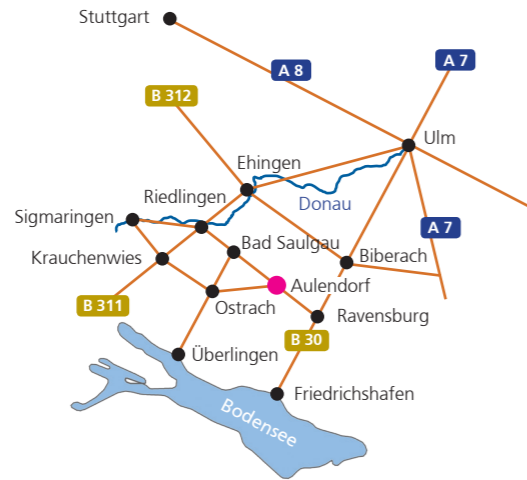 Stuttgart
A 7
A 8
B 312
Ulm
Ehingen
Donau
Riedlingen
Sigmaringen
A 7
Bad Saulgau
Krauchenwies
Biberach
Aulendorf
B 311
Ostrach
Ravensburg
B 30
Überlingen
Friedrichshafen
Bodensee